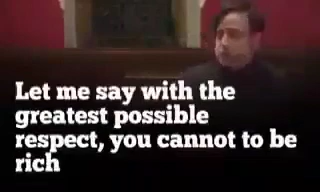 Let me say with the
greatest possible
respect, you cannot to be
rich